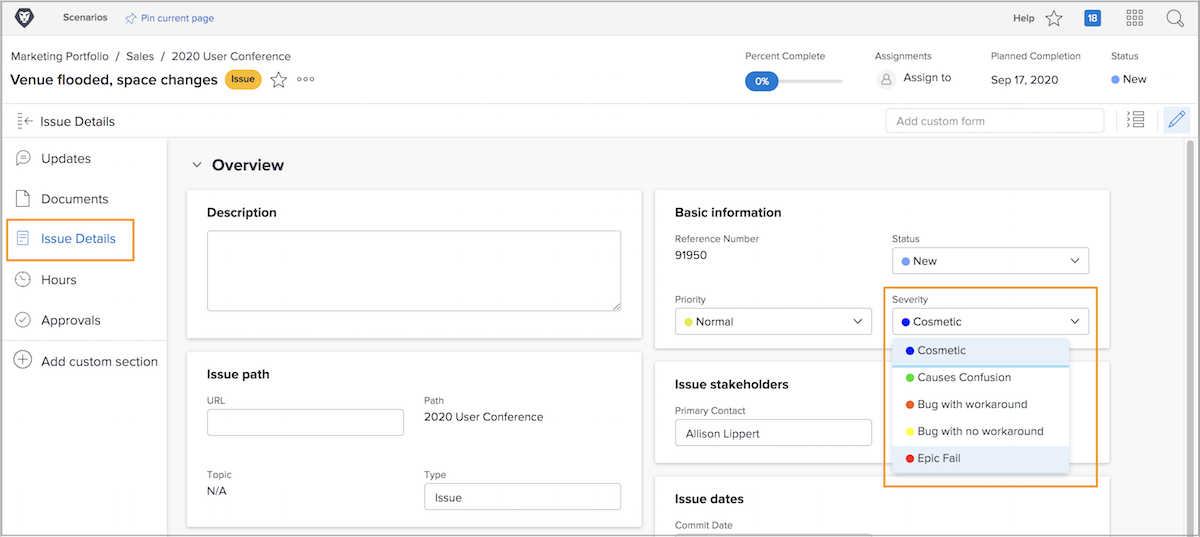 Scenarios
Pin current page
Help
18
Marketing Portfolio / Sales / 2020 User Conference
Venue flooded, space changes
Issue
Percent Complete
0%
Assignments
Assign to
Planned Completion
Sep 17, 2020
Status
New
Issue Details
Add custom form
Updates
Documents
Issue Details
Hours
Approvals
Add custom section
Overview
Description
Issue path
URL
Path
2020 User Conference
Topic
N/A
Type
Issue
Basic information
Reference Number
91950
Status
New
Priority
Normal
Severity
Cosmetic
Cosmetic
Causes Confusion
Bug with workaround
Bug with no workaround
Epic Fail
Issue stakeholders
Primary Contact
Allison Lippert
Issue dates
Commit Date